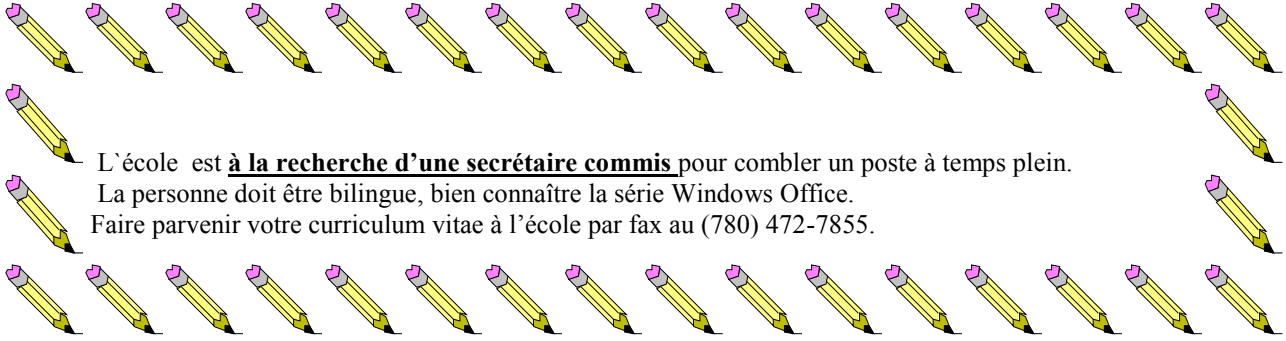 L`école est à la recherche d'une secrétaire commis pour combler un poste à temps plein.
La personne doit être bilingue, bien connaître la série Windows Office.
Faire parvenir votre curriculum vitae à l'école par fax au (780) 472-7855.